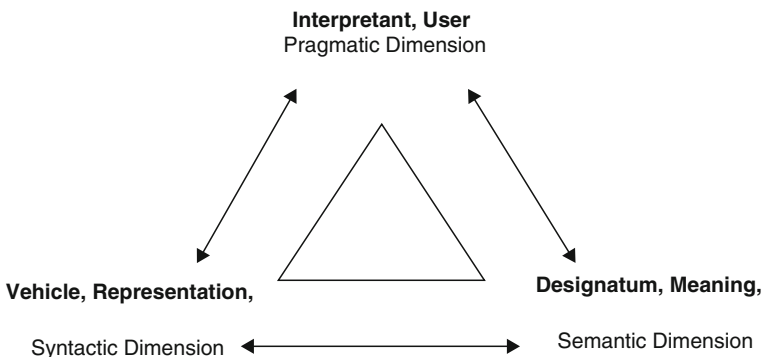 Interpretant, User
Pragmatic Dimension
Vehicle, Representation,
Designatum, Meaning,
Syntactic Dimension
Semantic Dimension